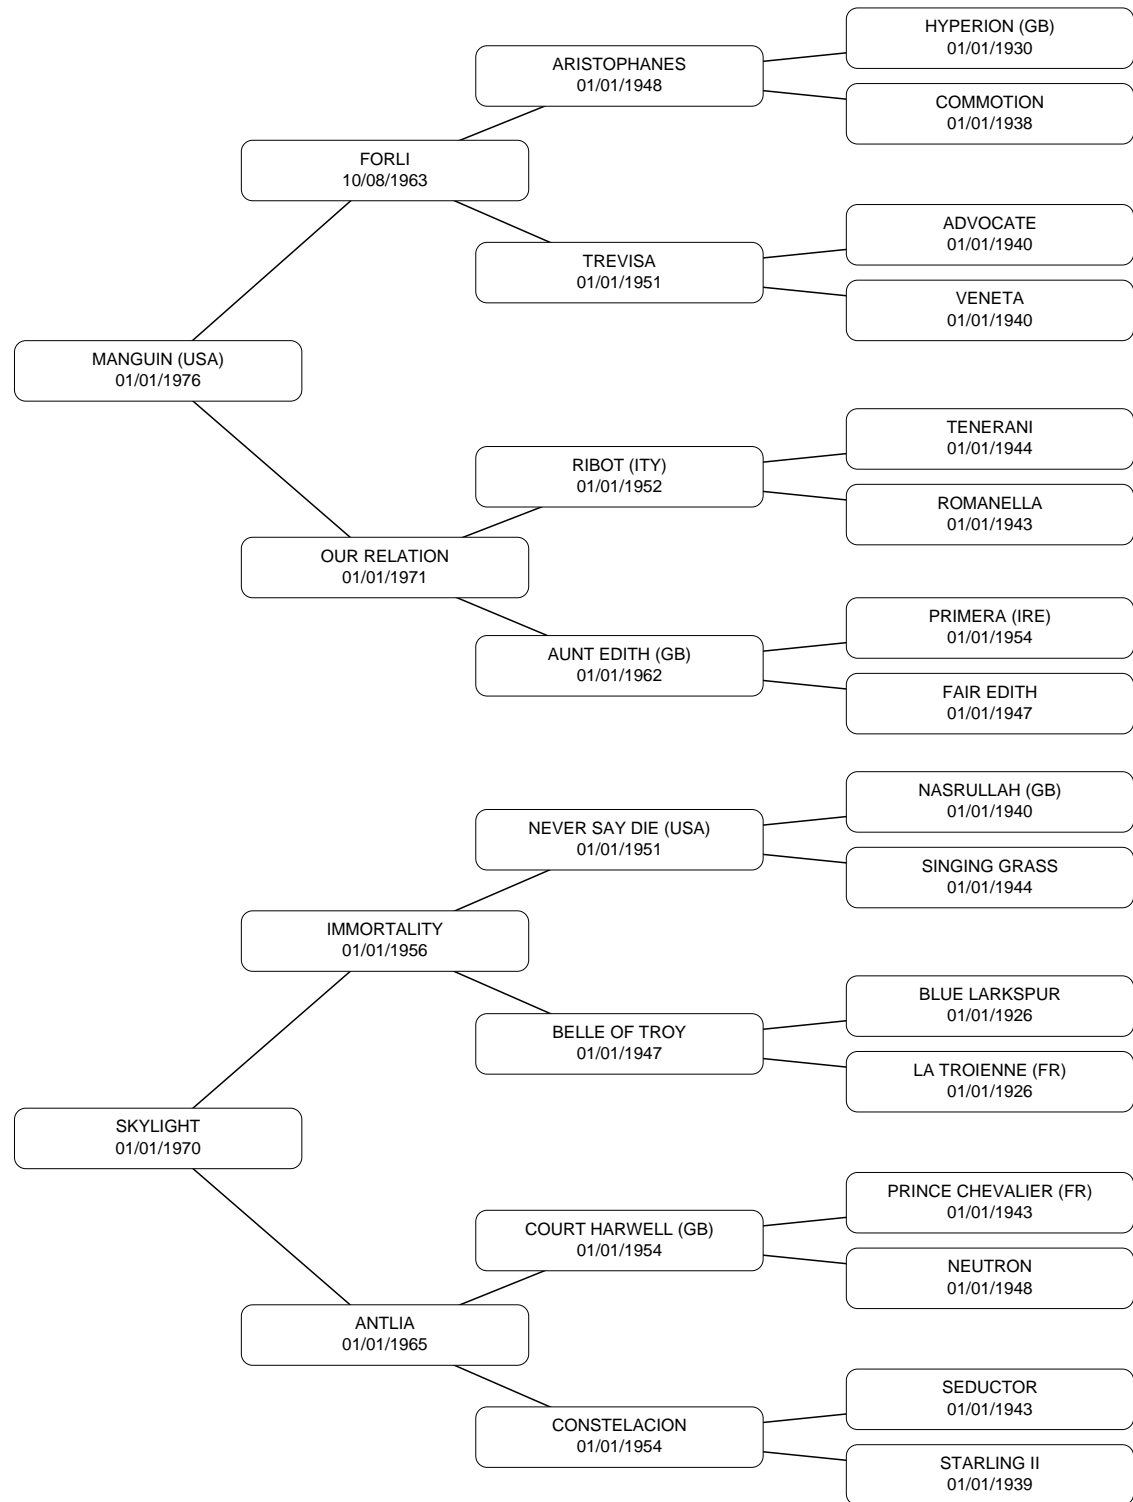 HYPERION (GB)
01/01/1930
ARISTOPHANES
01/01/1948
COMMOTION
01/01/1938
FORLI
10/08/1963
ADVOCATE
01/01/1940
TREVISA
01/01/1951
VENETA
01/01/1940
MANGUIN (USA)
01/01/1976
TENERANI
01/01/1944
RIBOT (ITY)
01/01/1952
ROMANELLA
01/01/1943
OUR RELATION
01/01/1971
PRIMERA (IRE)
01/01/1954
AUNT EDITH (GB)
01/01/1962
FAIR EDITH
01/01/1947
NASRULLAH (GB)
01/01/1940
NEVER SAY DIE (USA)
01/01/1951
SINGING GRASS
01/01/1944
IMMORTALITY
01/01/1956
BLUE LARKSPUR
01/01/1926
BELLE OF TROY
01/01/1947
LA TROIENNE (FR)
01/01/1926
SKYLIGHT
01/01/1970
PRINCE CHEVALIER (FR)
01/01/1943
COURT HARWELL (GB)
01/01/1954
NEUTRON
01/01/1948
ANTLIA
01/01/1965
SEDUCTOR
01/01/1943
CONSTELACION
01/01/1954
STARLING II
01/01/1939